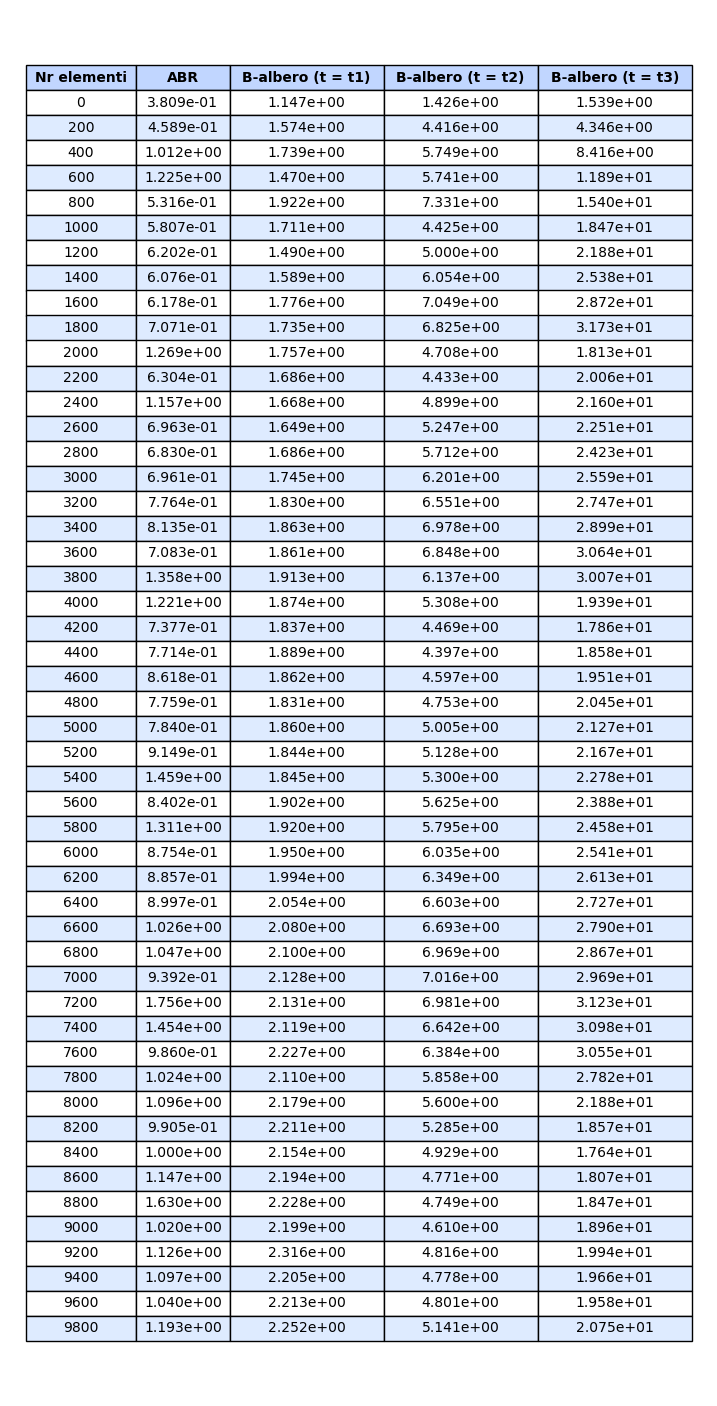 Nr elementi ABR B-albero (t = t1) B-albero (t = t2) B-albero (t = t3)
0 3.809e-01 1.147e+00 1.426e+00 1.539e+00
200 4.589e-01 1.574e+00 4.416e+00 4.346e+00
400 1.012e+00 1.739e+00 5.749e+00 8.416e+00
600 1.225e+00 1.470e+00 5.741e+00 1.189e+01
800 5.316e-01 1.922e+00 7.331e+00 1.540e+01
1000 5.807e-01 1.711e+00 4.425e+00 1.847e+01
1200 6.202e-01 1.490e+00 5.000e+00 2.188e+01
1400 6.076e-01 1.589e+00 6.054e+00 2.538e+01
1600 6.178e-01 1.776e+00 7.049e+00 2.872e+01
1800 7.071e-01 1.735e+00 6.825e+00 3.173e+01
2000 1.269e+00 1.757e+00 4.708e+00 1.813e+01
2200 6.304e-01 1.686e+00 4.433e+00 2.006e+01
2400 1.157e+00 1.668e+00 4.899e+00 2.160e+01
2600 6.963e-01 1.649e+00 5.247e+00 2.251e+01
2800 6.830e-01 1.686e+00 5.712e+00 2.423e+01
3000 6.961e-01 1.745e+00 6.201e+00 2.559e+01
3200 7.764e-01 1.830e+00 6.551e+00 2.747e+01
3400 8.135e-01 1.863e+00 6.978e+00 2.899e+01
3600 7.083e-01 1.861e+00 6.848e+00 3.064e+01
3800 1.358e+00 1.913e+00 6.137e+00 3.007e+01
4000 1.221e+00 1.874e+00 5.308e+00 1.939e+01
4200 7.377e-01 1.837e+00 4.469e+00 1.786e+01
4400 7.714e-01 1.889e+00 4.397e+00 1.858e+01
4600 8.618e-01 1.862e+00 4.597e+00 1.951e+01
4800 7.759e-01 1.831e+00 4.753e+00 2.045e+01
5000 7.840e-01 1.860e+00 5.005e+00 2.127e+01
5200 9.149e-01 1.844e+00 5.128e+00 2.167e+01
5400 1.459e+00 1.845e+00 5.300e+00 2.278e+01
5600 8.402e-01 1.902e+00 5.625e+00 2.388e+01
5800 1.311e+00 1.920e+00 5.795e+00 2.458e+01
6000 8.754e-01 1.950e+00 6.035e+00 2.541e+01
6200 8.857e-01 1.994e+00 6.349e+00 2.613e+01
6400 8.997e-01 2.054e+00 6.603e+00 2.727e+01
6600 1.026e+00 2.080e+00 6.693e+00 2.790e+01
6800 1.047e+00 2.100e+00 6.969e+00 2.867e+01
7000 9.392e-01 2.128e+00 7.016e+00 2.969e+01
7200 1.756e+00 2.131e+00 6.981e+00 3.123e+01
7400 1.454e+00 2.119e+00 6.642e+00 3.098e+01
7600 9.860e-01 2.227e+00 6.384e+00 3.055e+01
7800 1.024e+00 2.110e+00 5.858e+00 2.782e+01
8000 1.096e+00 2.179e+00 5.600e+00 2.188e+01
8200 9.905e-01 2.211e+00 5.285e+00 1.857e+01
8400 1.000e+00 2.154e+00 4.929e+00 1.764e+01
8600 1.147e+00 2.194e+00 4.771e+00 1.807e+01
8800 1.630e+00 2.228e+00 4.749e+00 1.847e+01
9000 1.020e+00 2.199e+00 4.610e+00 1.896e+01
9200 1.126e+00 2.316e+00 4.816e+00 1.994e+01
9400 1.097e+00 2.205e+00 4.778e+00 1.966e+01
9600 1.040e+00 2.213e+00 4.801e+00 1.958e+01
9800 1.193e+00 2.252e+00 5.141e+00 2.075e+01